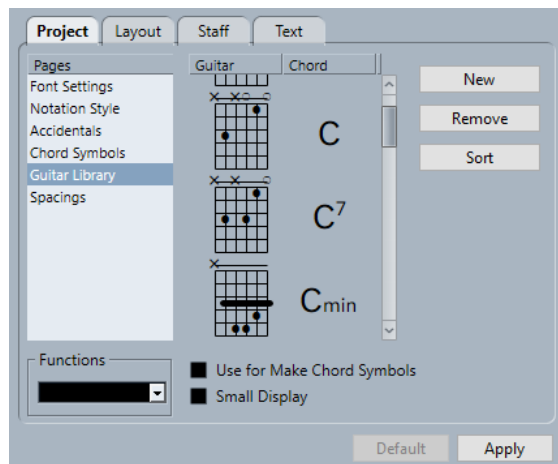 Project Layout Staff Text
Pages Guitar Chord
Font Settings
Notation Style
Accidentals
Chord Symbols
Guitar Library
Spacings
C
C7
Cmin
New
Remove
Sort
Functions
Use for Make Chord Symbols
Small Display
Default Apply